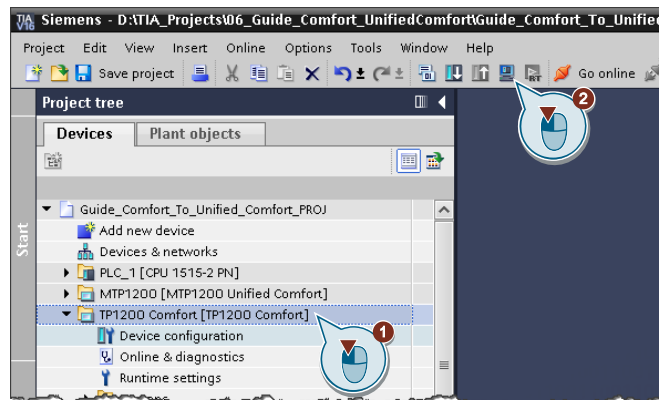 TIA V16 Siemens - D:\TIA_Projects\06_Guide_Comfort_UnifiedComfort\Guide_Comfort_To_Unified
Project Edit View Insert Online Options Tools Window Help
Save project Go online
2
Project tree
Devices Plant objects
Start
Guide_Comfort_To_Unified_Comfort_PROJ
Add new device
Devices & networks
PLC_1 [CPU 1515-2 PN]
MTP1200 [MTP1200 Unified Comfort]
TP1200 Comfort [TP1200 Comfort]
1
Device configuration
Online & diagnostics
Runtime settings